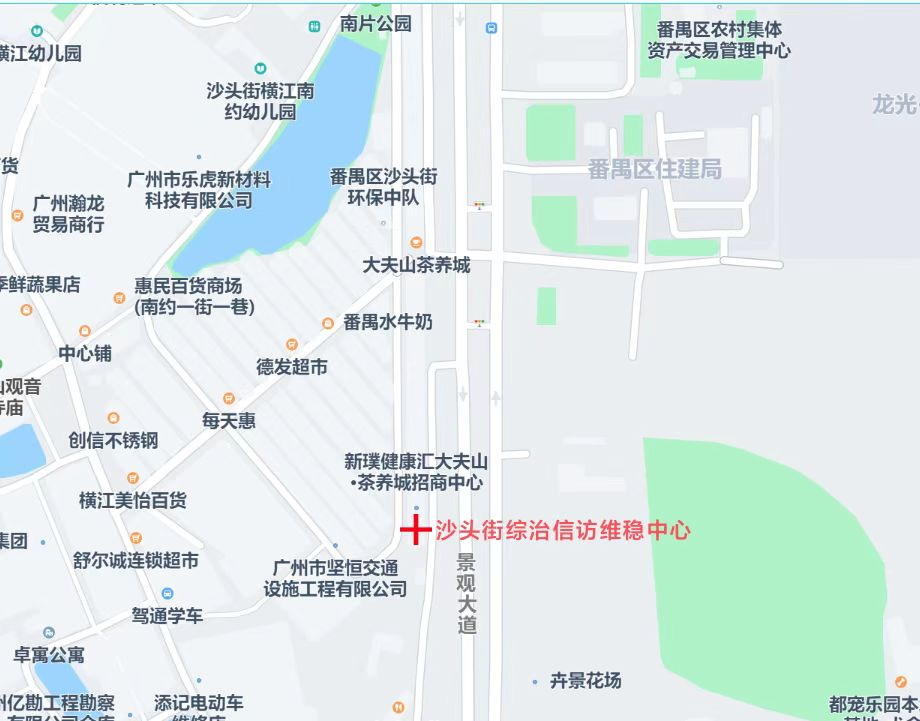 南片公园
番禺区农村集体
资产交易管理中心
横江幼儿园
沙头街横江南
约幼儿园
龙光
货
番禺区住建局
广州市乐虎新材料
科技有限公司
番禺区沙头街
环保中队
广州瀚龙
贸易商行
大夫山茶养城
季鲜蔬果店
惠民百货商场
(南约一街一巷)
番禺水牛奶
中心铺
德发超市
山观音
寺庙
每天惠
创信不锈钢
新璞健康汇大夫山
•茶养城招商中心
横江美怡百货
沙头街综治信访维稳中心
集团
舒尔诚连锁超市
广州市坚恒交通
设施工程有限公司
景观大道
驾通学车
卓寓公寓
卉景花场
州亿勘工程勘察
添记电动车
都宠乐园本